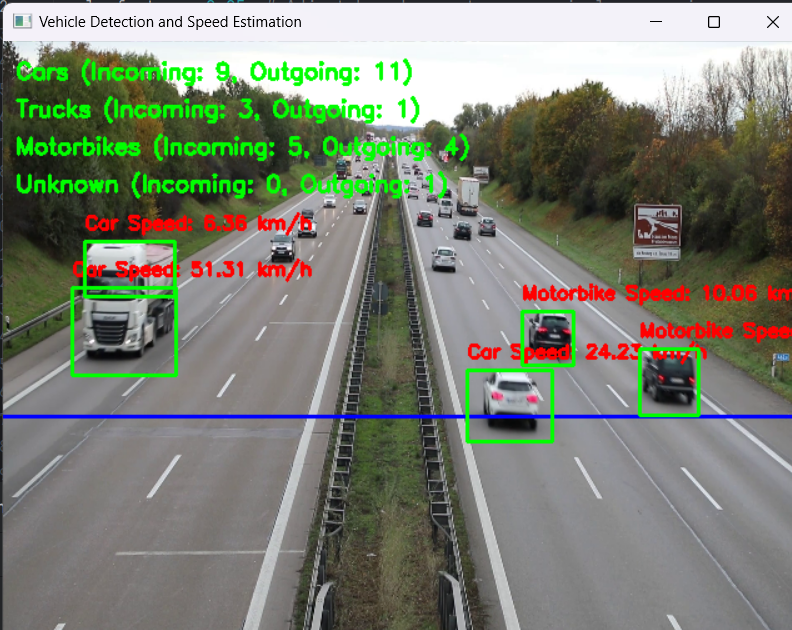 Vehicle Detection and Speed Estimation
Cars (Incoming: 9, Outgoing: 11)
Trucks (Incoming: 3, Outgoing: 1)
Motorbikes (Incoming: 5, Outgoing: 4)
Unknown (Incoming: 0, Outgoing: 1)
Car Speed: 6.36 km/h
Car Speed: 51.31 km/h
Motorbike Speed: 10.06 km
Motorbike Spee
Car Speed: 24.23 km/h